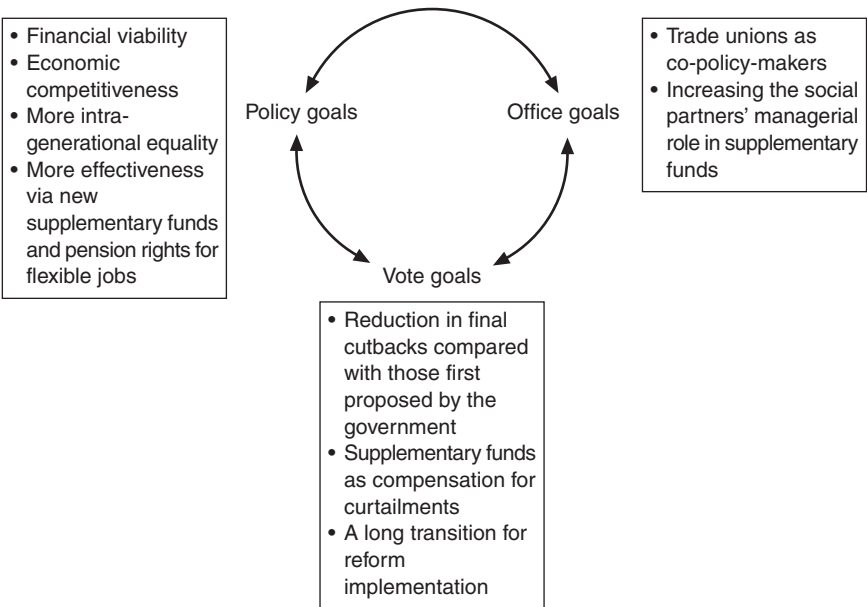 • Financial viability
• Economic
competitiveness
• More intra-
generational equality
• More effectiveness
via new
supplementary funds
and pension rights for
flexible jobs
Policy goals
Office goals
• Trade unions as
co-policy-makers
• Increasing the social
partners’ managerial
role in supplementary
funds
Vote goals
• Reduction in final
cutbacks compared
with those first
proposed by the
government
• Supplementary funds
as compensation for
curtailments
• A long transition for
reform
implementation